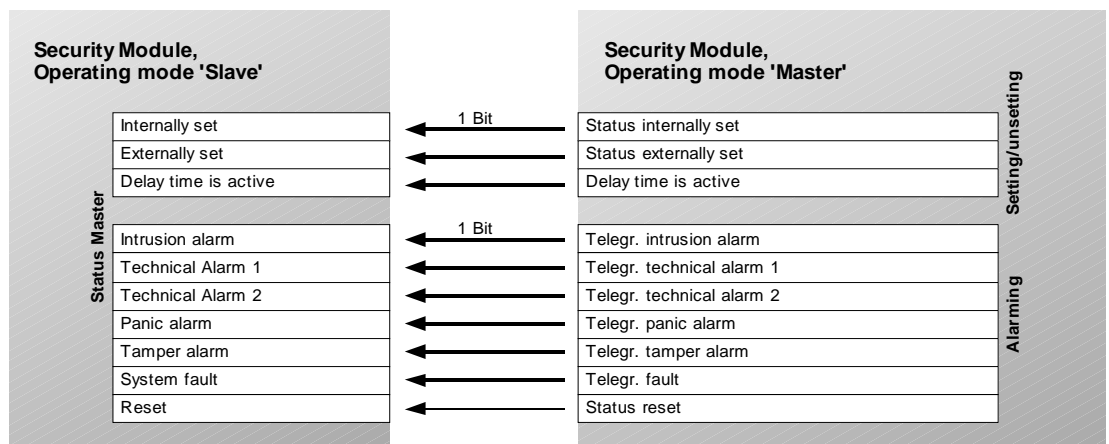 Security Module,
Operating mode 'Slave'
Status Master
Internally set
Externally set
Delay time is active
Intrusion alarm
Technical Alarm 1
Technical Alarm 2
Panic alarm
Tamper alarm
System fault
Reset
1 Bit
1 Bit
Security Module,
Operating mode 'Master'
Status internally set
Status externally set
Delay time is active
Telegr. intrusion alarm
Telegr. technical alarm 1
Telegr. technical alarm 2
Telegr. panic alarm
Telegr. tamper alarm
Telegr. fault
Status reset
Setting/unsetting
Alarming